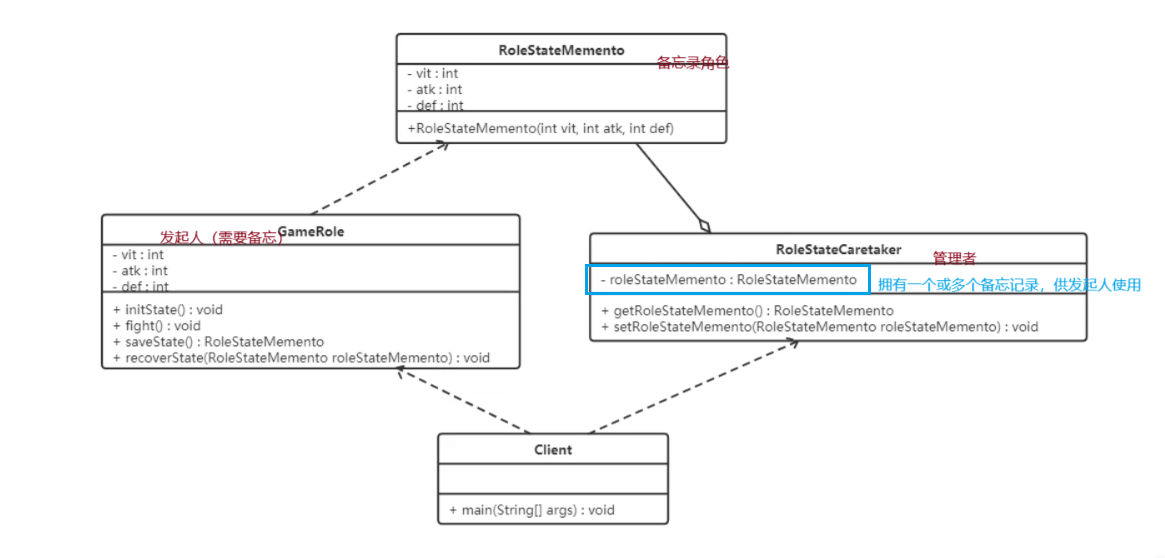 RoleStateMemento
备忘录角色
- vit : int
- atk : int
- def : int
+RoleStateMemento(int vit, int atk, int def)
GameRole
发起人（需要备忘）
- vit : int
- atk : int
- def : int
+ initState() : void
+ fight() : void
+ saveState() : RoleStateMemento
+ recoverState(RoleStateMemento roleStateMemento) : void
RoleStateCaretaker
管理者
- roleStateMemento : RoleStateMemento
拥有一个或多个备忘记录，供发起人使用
+ getRoleStateMemento() : RoleStateMemento
+ setRoleStateMemento(RoleStateMemento roleStateMemento) : void
Client
+ main(String[] args) : void